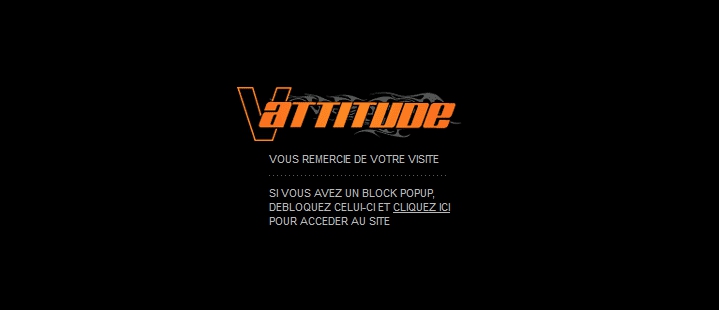 Vattitude
VOUS REMERCIE DE VOTRE VISITE
SI VOUS AVEZ UN BLOCK POPUP,
DEBLOQUEZ CELUI-CI ET CLIQUEZ ICI
POUR ACCEDER AU SITE